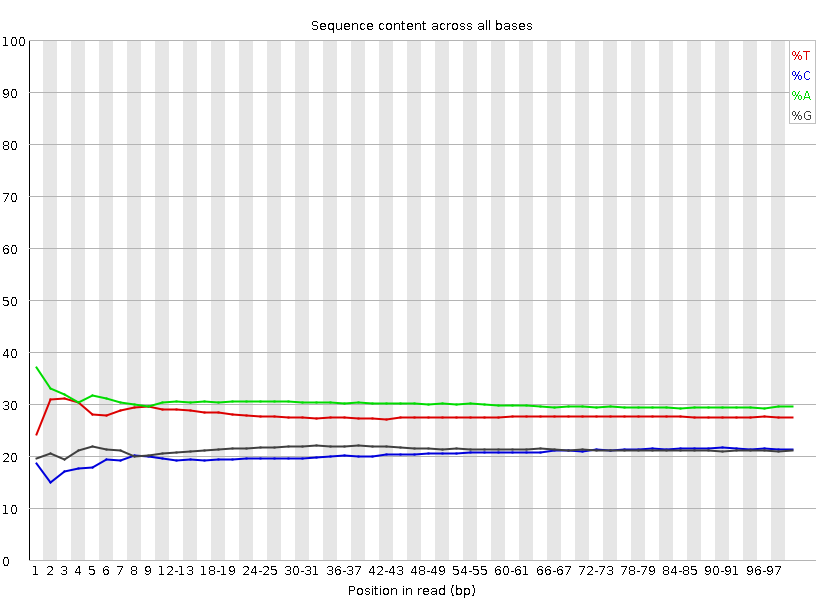 Sequence content across all bases
100
90
80
70
60
50
40
30
20
10
0
%T
%C
%A
%G
1 2 3 4 5 6 7 8 9 12-13 18-19 24-25 30-31 36-37 42-43 48-49 54-55 60-61 66-67 72-73 78-79 84-85 90-91 96-97
Position in read (bp)